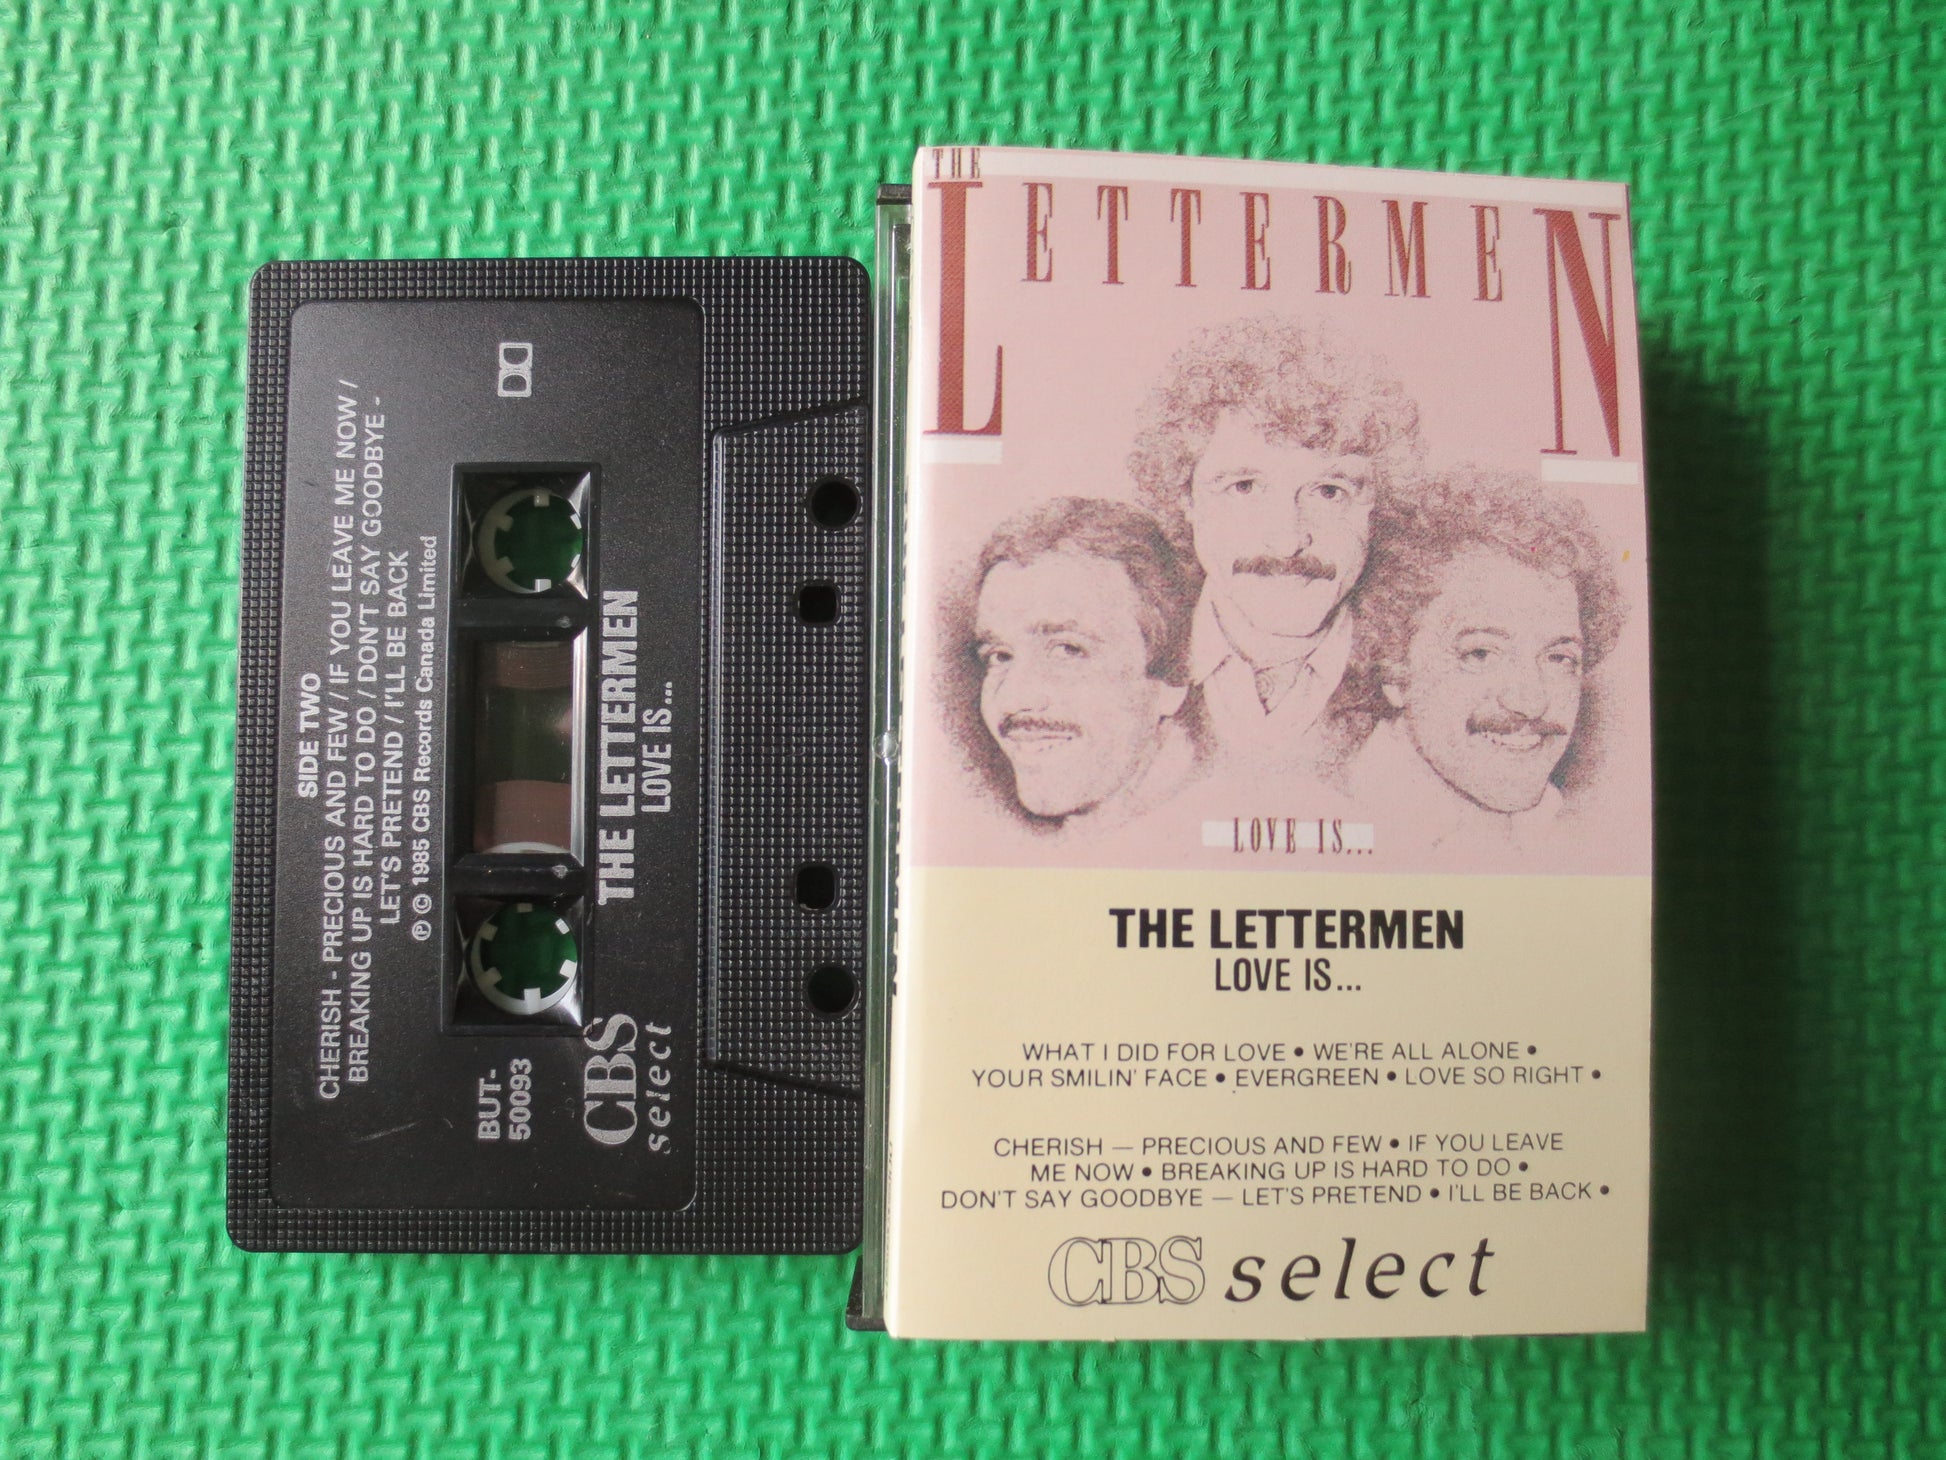 SIDE TWO
CHERISH - PRECIOUS AND FEW / IF YOU LEAVE ME NOW /
BREAKING UP IS HARD TO DO / DON'T SAY GOODBYE -
LET'S PRETEND / I'LL BE BACK
Ⓟ © 1985 CBS Records Canada Limited
BUT-
50093
THE LETTERMEN
LOVE IS...
CBS
select
THE
LETTERMEN
LOVE IS...
THE LETTERMEN
LOVE IS...
WHAT I DID FOR LOVE • WE'RE ALL ALONE •
YOUR SMILIN' FACE • EVERGREEN • LOVE SO RIGHT •
CHERISH — PRECIOUS AND FEW • IF YOU LEAVE
ME NOW • BREAKING UP IS HARD TO DO •
DON'T SAY GOODBYE — LET'S PRETEND • I'LL BE BACK •
CBS select